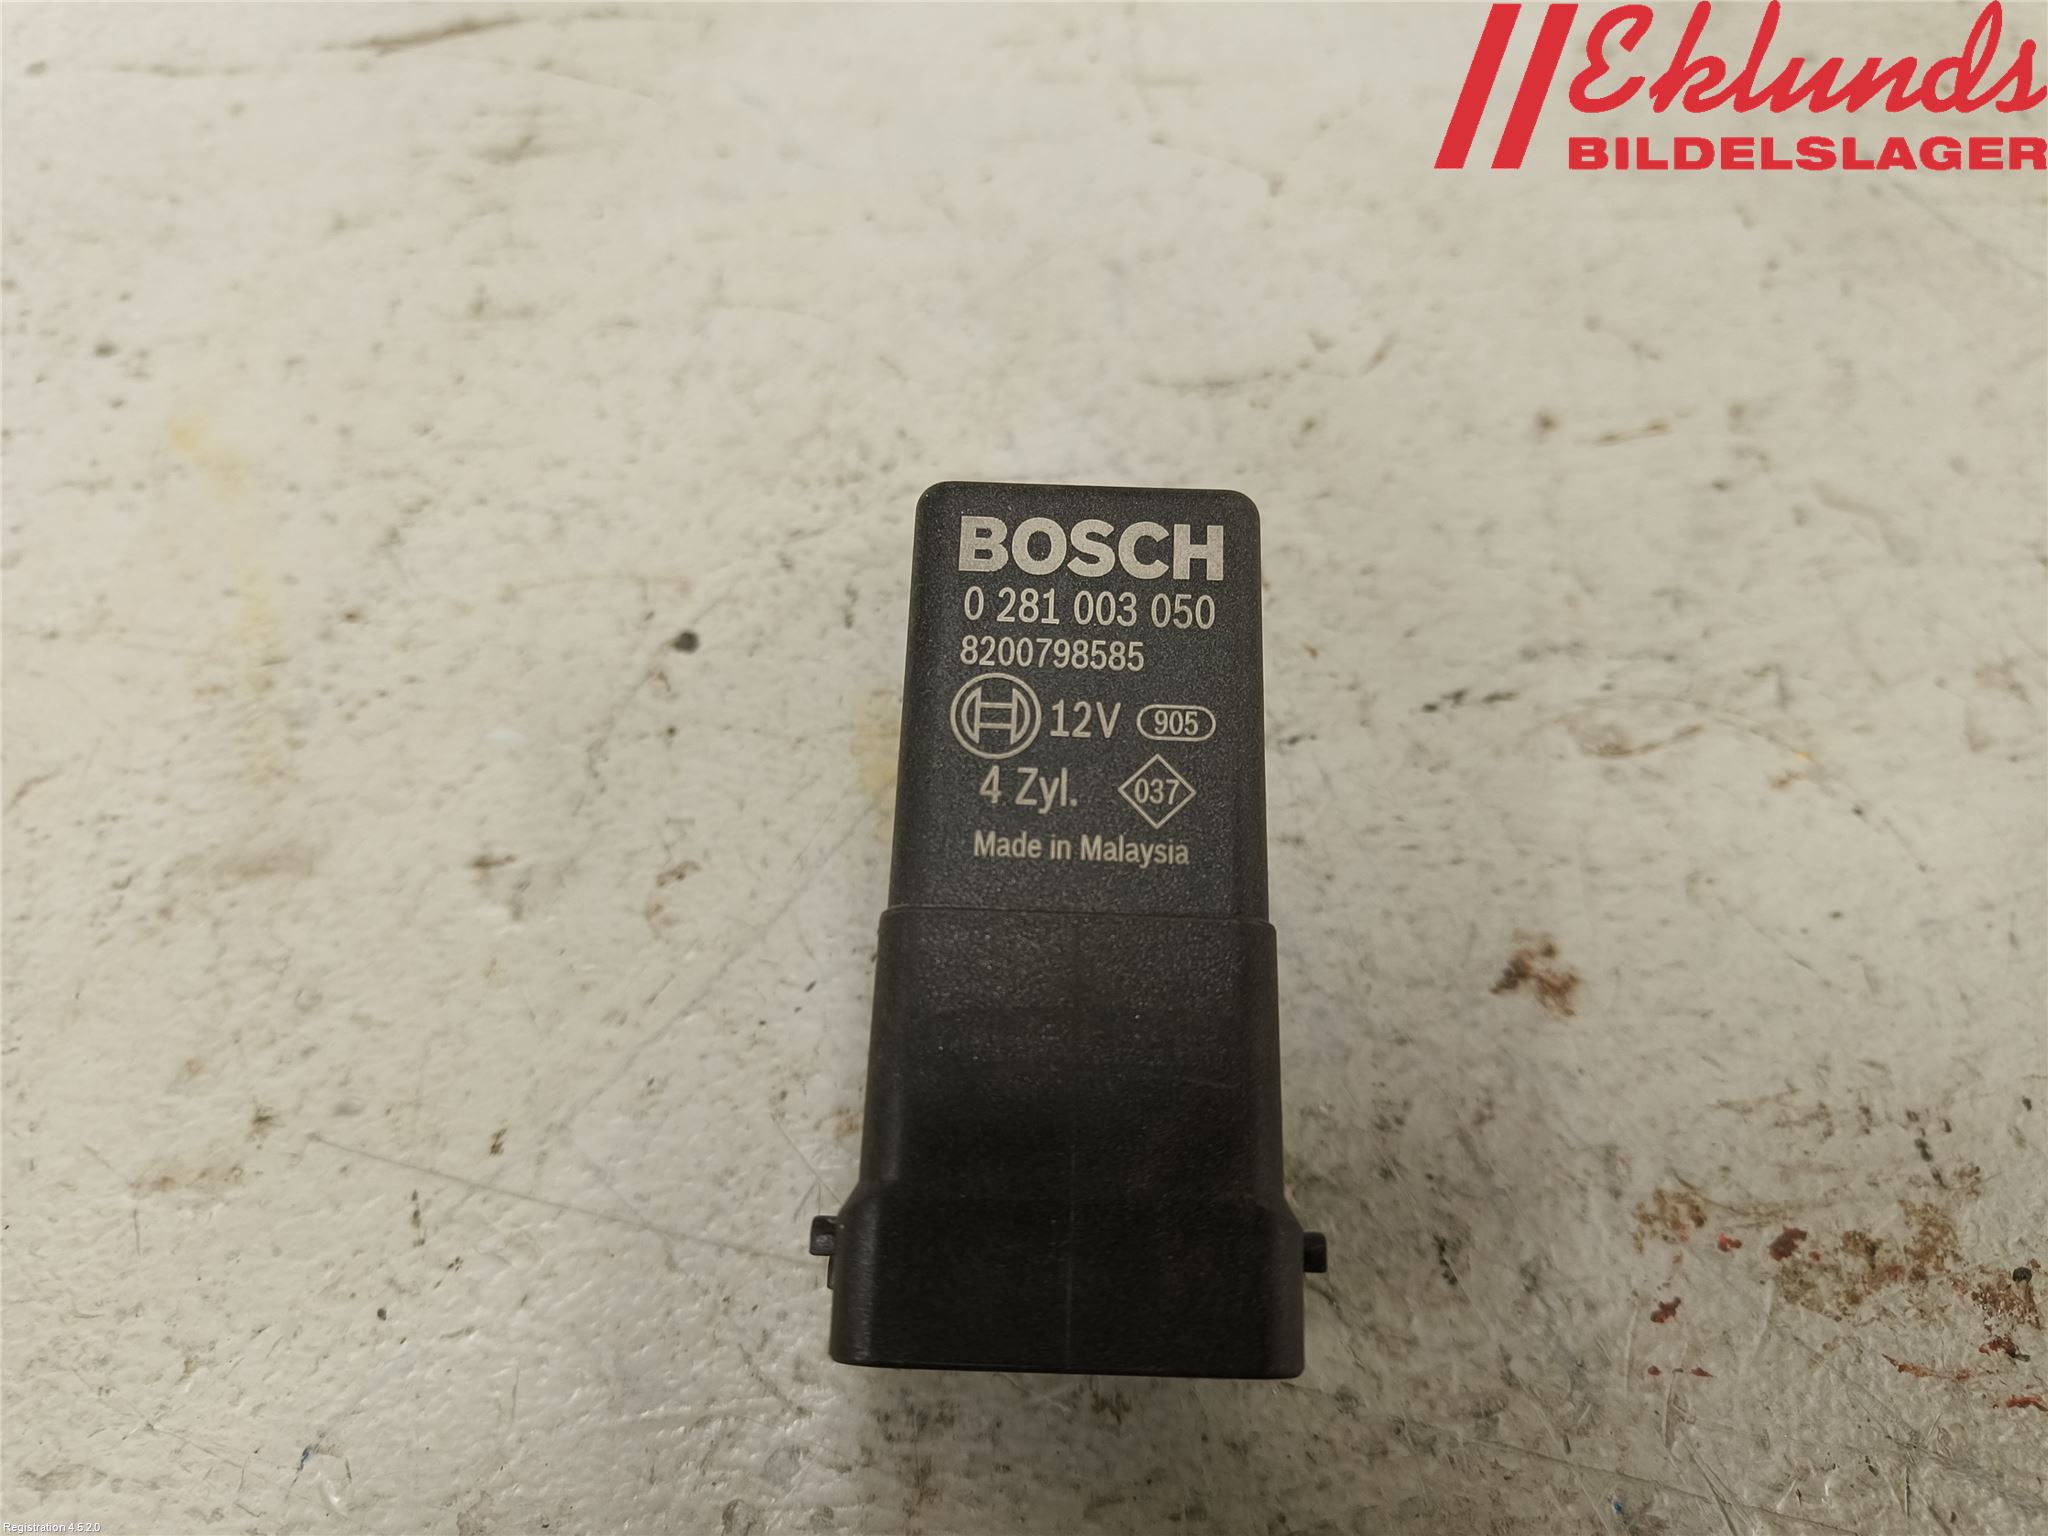 Eklunds
BILDELSLAGER
BOSCH
0 281 003 050
8200798585
12V 905
4 Zyl. 037
Made in Malaysia
Registration 4.5.2.0